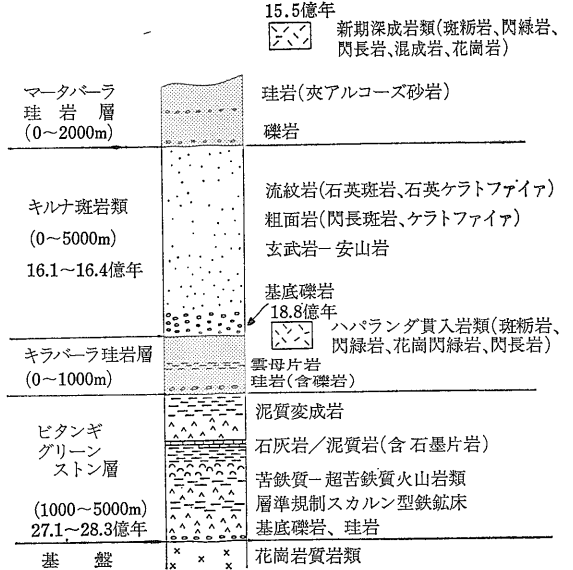 15.5億年
新期深成岩類(斑粝岩、閃緑岩、
閃長岩、混成岩、花崗岩)
マータバーラ
珪岩層
(0~2000m)
珪岩(夾アルコーズ砂岩)
礫岩
キルナ斑岩類
(0~5000m)
16.1~16.4億年
流紋岩(石英斑岩、石英ケラトファイァ)
粗面岩(閃長斑岩、ケラトファイァ)
玄武岩-安山岩
基底礫岩
18.8億年
ハパランダ貫入岩類(斑粝岩、
閃緑岩、花崗閃緑岩、閃長岩)
キラバーラ珪岩層
(0~1000m)
雲母片岩
珪岩(含礫岩)
ビタンギ
グリーン
ストン層
(1000~5000m)
27.1~28.3億年
泥質変成岩
石灰岩/泥質岩(含石墨片岩)
苦鉄質-超苦鉄質火山岩類
層準規制スカルン型鉄鉱床
基底礫岩、珪岩
基盤
花崗岩質岩類